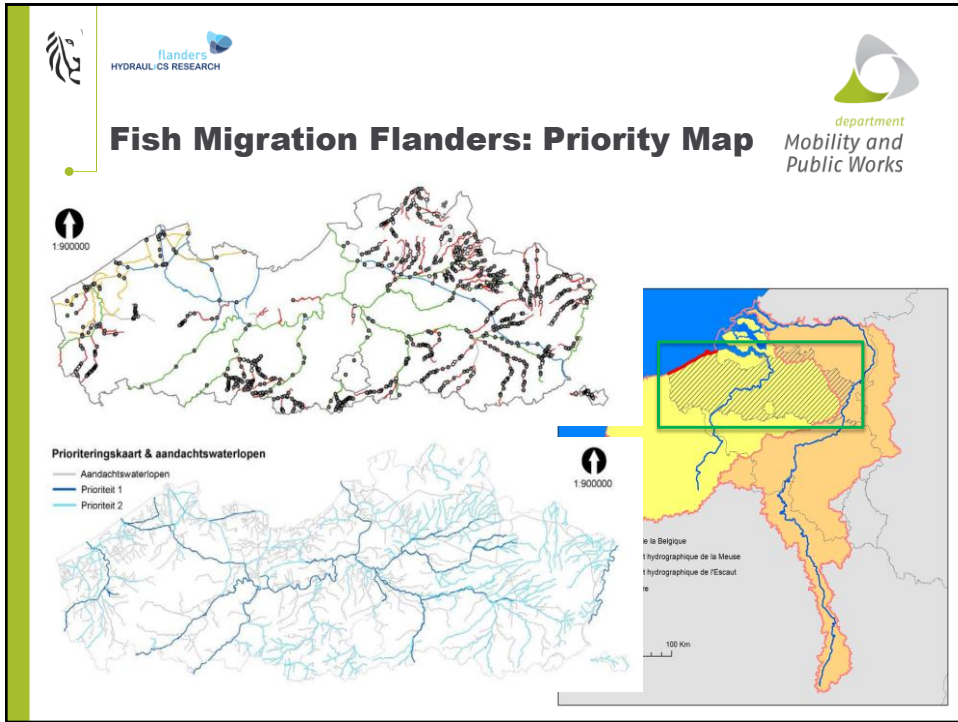 flanders
HYDRAULICS RESEARCH
department
Mobility and
Public Works
Fish Migration Flanders: Priority Map
1:900000
Prioriteringskaart & aandachtswaterlopen
Aandachtswaterlopen
Prioriteit 1
Prioriteit 2
1:900000
de la Belgique
t hydrographique de la Meuse
t hydrographique de l'Escaut
re
100 Km